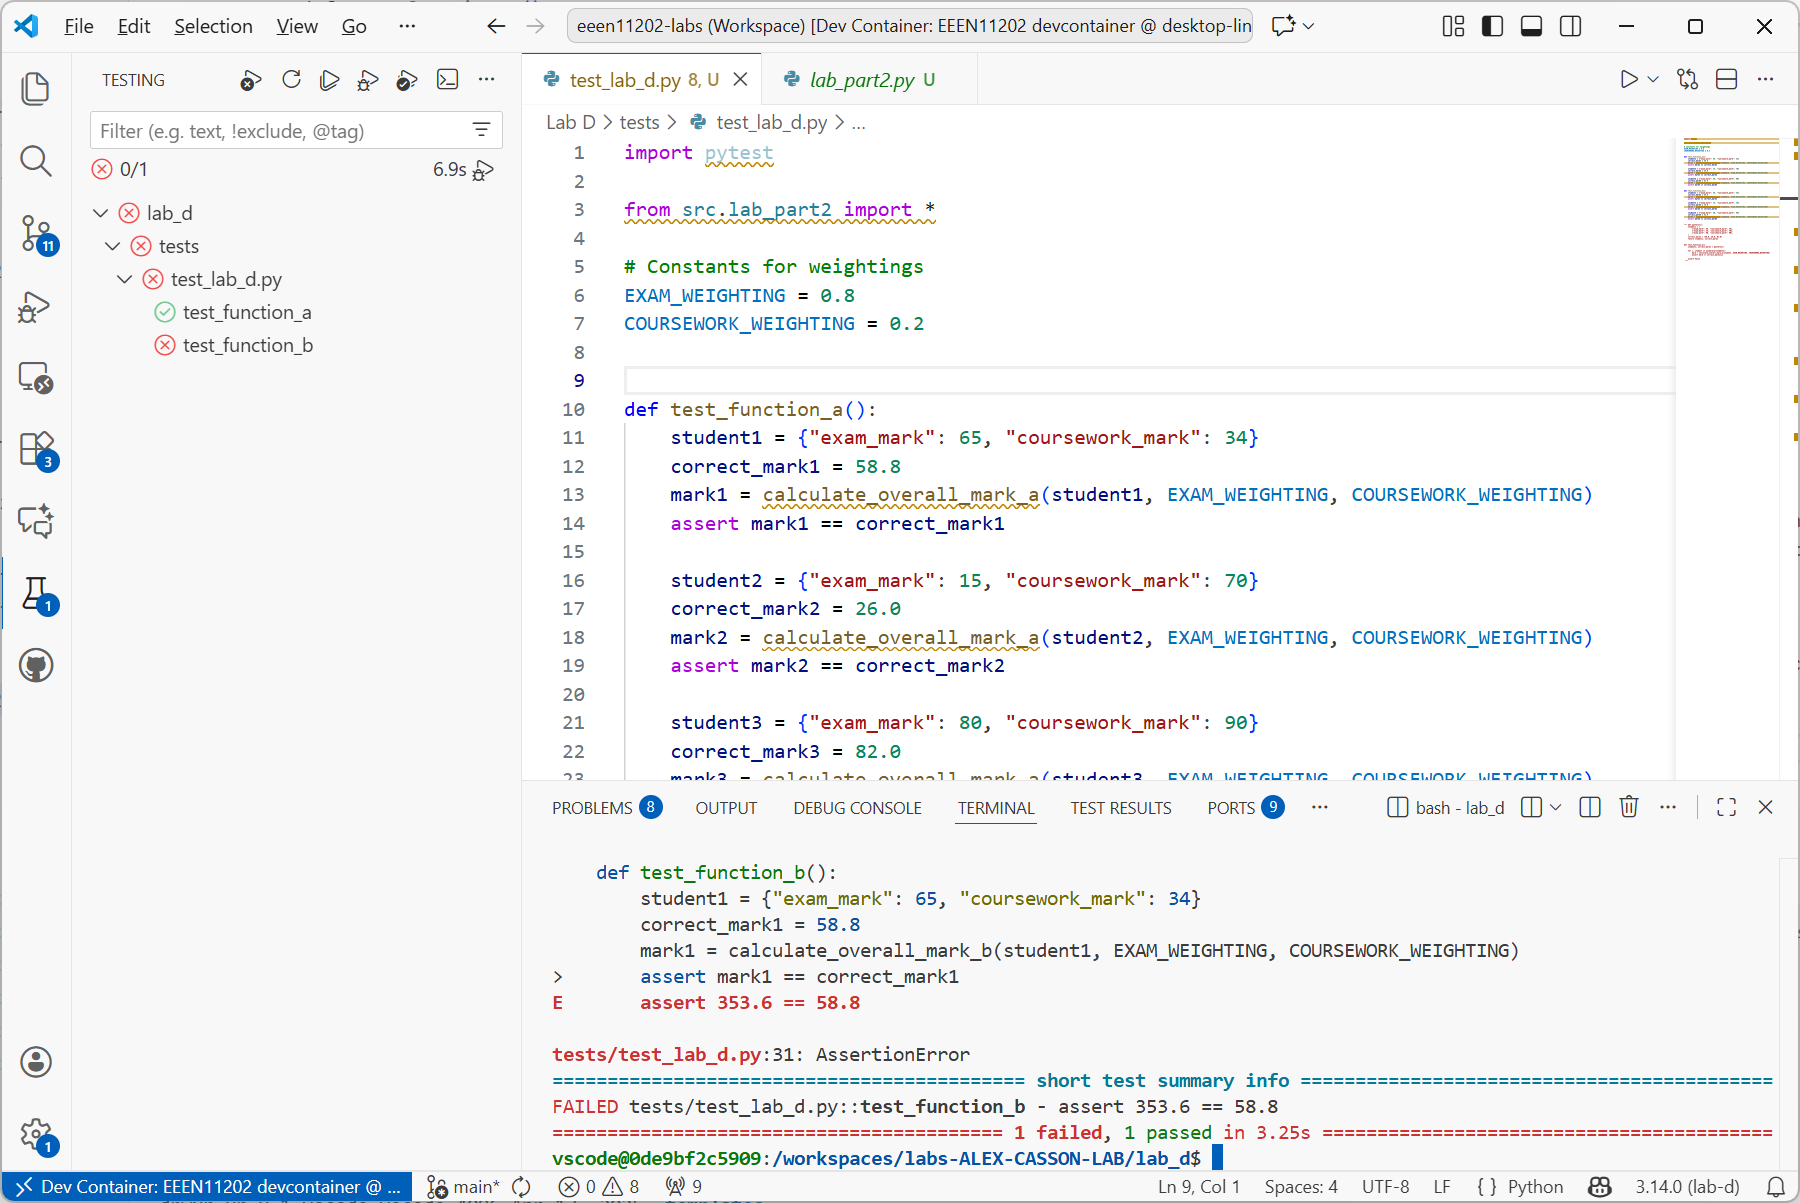 File Edit Selection View Go ··· eeen11202-labs (Workspace) [Dev Container: EEEN11202 devcontainer @ desktop-lin
TESTING
Filter (e.g. text, !exclude, @tag)
0/1 6.9s
lab_d
tests
test_lab_d.py
test_function_a
test_function_b
11
3
1
1
test_lab_d.py 8, U lab_part2.py U
Lab D > tests > test_lab_d.py > ...
1 import pytest
2
3 from src.lab_part2 import *
4
5 # Constants for weightings
6 EXAM_WEIGHTING = 0.8
7 COURSEWORK_WEIGHTING = 0.2
8
9
10 def test_function_a():
11 student1 = {"exam_mark": 65, "coursework_mark": 34}
12 correct_mark1 = 58.8
13 mark1 = calculate_overall_mark_a(student1, EXAM_WEIGHTING, COURSEWORK_WEIGHTING)
14 assert mark1 == correct_mark1
15
16 student2 = {"exam_mark": 15, "coursework_mark": 70}
17 correct_mark2 = 26.0
18 mark2 = calculate_overall_mark_a(student2, EXAM_WEIGHTING, COURSEWORK_WEIGHTING)
19 assert mark2 == correct_mark2
20
21 student3 = {"exam_mark": 80, "coursework_mark": 90}
22 correct_mark3 = 82.0
23 mark3 = calculate_overall_mark_a(student3, EXAM_WEIGHTING, COURSEWORK_WEIGHTING)
PROBLEMS 8 OUTPUT DEBUG CONSOLE TERMINAL TEST RESULTS PORTS 9 ··· bash - lab_d
def test_function_b():
student1 = {"exam_mark": 65, "coursework_mark": 34}
correct_mark1 = 58.8
mark1 = calculate_overall_mark_b(student1, EXAM_WEIGHTING, COURSEWORK_WEIGHTING)
> assert mark1 == correct_mark1
E assert 353.6 == 58.8
tests/test_lab_d.py:31: AssertionError
=========================================== short test summary info ===========================================
FAILED tests/test_lab_d.py::test_function_b - assert 353.6 == 58.8
========================================= 1 failed, 1 passed in 3.25s =========================================
vscode@0de9bf2c5909:/workspaces/labs-ALEX-CASSON-LAB/lab_d$
Dev Container: EEEN11202 devcontainer @ ... main* 0 8 9 Ln 9, Col 1 Spaces: 4 UTF-8 LF { } Python 3.14.0 (lab-d)